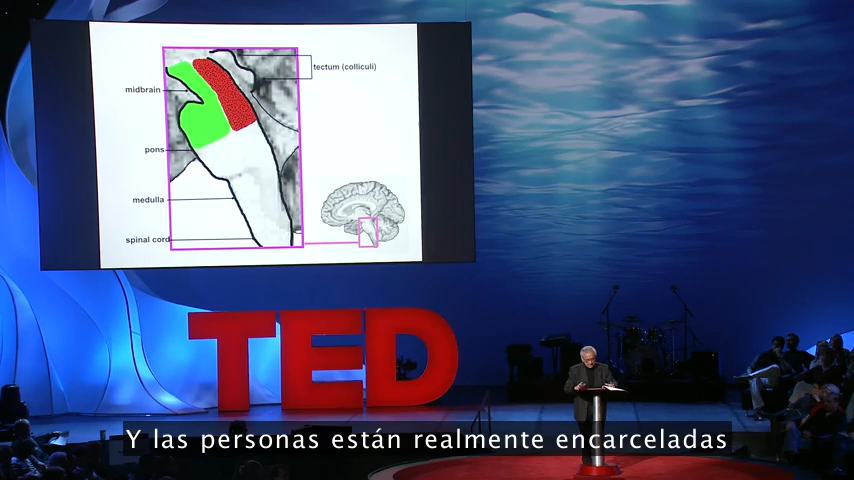 tectum (colliculi)
midbrain
pons
medulla
spinal cord
TED
Y las personas están realmente encarceladas